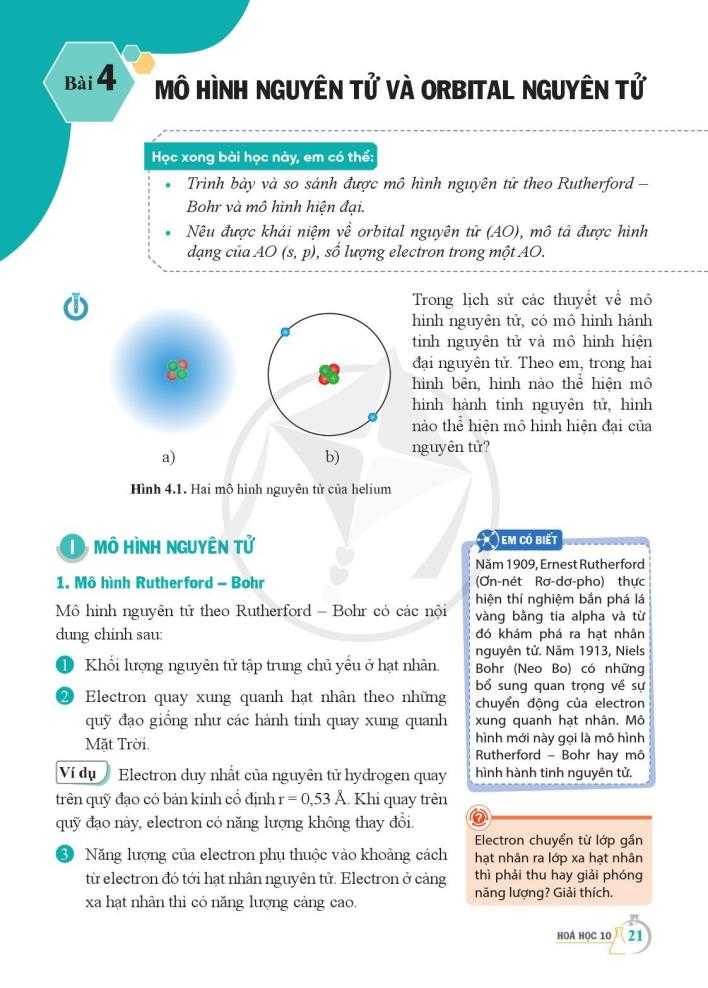 Bài 4
MÔ HÌNH NGUYÊN TỬ VÀ ORBITAL NGUYÊN TỬ
Học xong bài học này, em có thể:
• Trình bày và so sánh được mô hình nguyên tử theo Rutherford –
Bohr và mô hình hiện đại.
• Nêu được khái niệm về orbital nguyên tử (AO), mô tả được hình
dạng của AO (s, p), số lượng electron trong một AO.
a)
b)
Hình 4.1. Hai mô hình nguyên tử của helium
Trong lịch sử các thuyết về mô
hình nguyên tử, có mô hình hành
tinh nguyên tử và mô hình hiện
đại nguyên tử. Theo em, trong hai
hình bên, hình nào thể hiện mô
hình hành tinh nguyên tử, hình
nào thể hiện mô hình hiện đại của
nguyên tử?
I MÔ HÌNH NGUYÊN TỬ
1. Mô hình Rutherford – Bohr
Mô hình nguyên tử theo Rutherford – Bohr có các nội
dung chính sau:
1 Khối lượng nguyên tử tập trung chủ yếu ở hạt nhân.
2 Electron quay xung quanh hạt nhân theo những
quỹ đạo giống như các hành tinh quay xung quanh
Mặt Trời.
Ví dụ Electron duy nhất của nguyên tử hydrogen quay
trên quỹ đạo có bán kính cố định r = 0,53 Å. Khi quay trên
quỹ đạo này, electron có năng lượng không thay đổi.
3 Năng lượng của electron phụ thuộc vào khoảng cách
từ electron đó tới hạt nhân nguyên tử. Electron ở càng
xa hạt nhân thì có năng lượng càng cao.
EM CÓ BIẾT
Năm 1909, Ernest Rutherford
(Ơn-nét Rơ-dơ-pho) thực
hiện thí nghiệm bắn phá lá
vàng bằng tia alpha và từ
đó khám phá ra hạt nhân
nguyên tử. Năm 1913, Niels
Bohr (Neo Bo) có những
bổ sung quan trọng về sự
chuyển động của electron
xung quanh hạt nhân. Mô
hình mới này gọi là mô hình
Rutherford – Bohr hay mô
hình hành tinh nguyên tử.
?
Electron chuyển từ lớp gần
hạt nhân ra lớp xa hạt nhân
thì phải thu hay giải phóng
năng lượng? Giải thích.
HOÁ HỌC 10 21